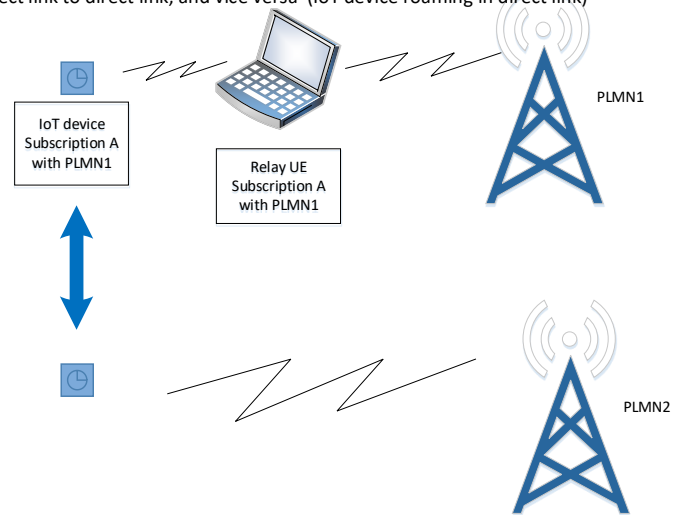 ect link to direct link, and vice versa (IoT device roaming in direct link)
PLMN1
IoT device
Subscription A
with PLMN1
Relay UE
Subscription A
with PLMN1
PLMN2